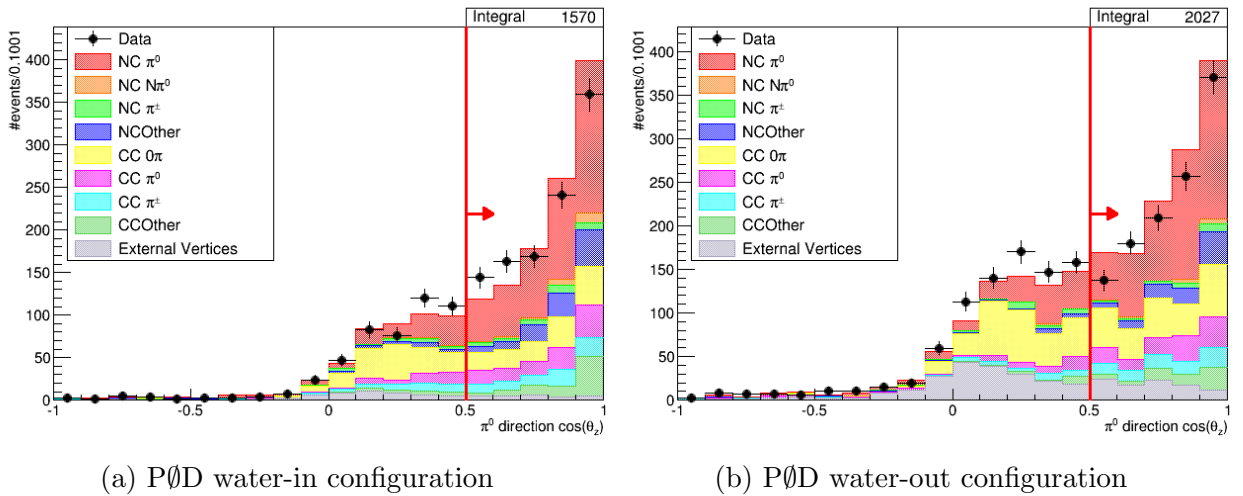 Integral 1570
#events/0.1001
400
350
300
250
200
150
100
50
0
-1
-0.5
0
0.5
1
π⁰ direction cos(θz)
Data
NC π⁰
NC Nπ⁰
NC π±
NCOther
CC 0π
CC π⁰
CC π±
CCOther
External Vertices
(a) PØD water-in configuration
Integral 2027
#events/0.1001
400
350
300
250
200
150
100
50
0
-1
-0.5
0
0.5
1
π⁰ direction cos(θz)
Data
NC π⁰
NC Nπ⁰
NC π±
NCOther
CC 0π
CC π⁰
CC π±
CCOther
External Vertices
(b) PØD water-out configuration